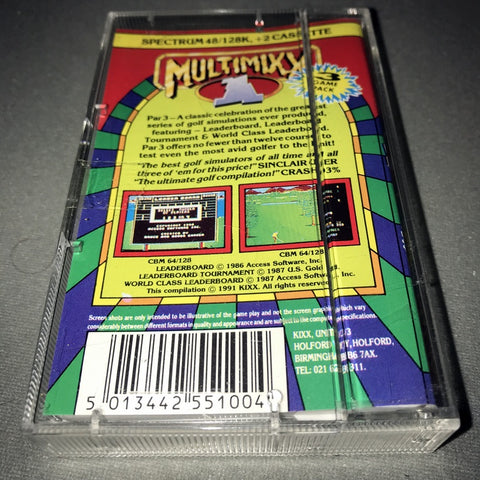 SPECTRUM 48/128K, +2 CASSETTE
MULTIMIXX
1
3
GAME
PACK
Par 3 – A classic celebration of the greatest
series of golf simulations ever produced,
featuring – Leaderboard, Leaderboard
Tournament & World Class Leaderboard.
Par 3 offers no fewer than twelve courses to
test even the most avid golfer to the limit!
"The best golf simulators of all time and all
three of 'em for this price!" SINCLAIR USER
"The ultimate golf compilation!" CRASH 93%
LEADER BOARD
CBM 64/128
CBM 64/128
LEADERBOARD © 1986 Access Software, Inc.
LEADERBOARD TOURNAMENT © 1987 U.S. Gold
WORLD CLASS LEADERBOARD © 1987 Access Software, Inc.
This compilation © 1991 KIXX. All rights reserved.
Screen shots are only intended to be illustrative of the game play and not the screen graphics which vary
considerably between different formats in quality and appearance and are subject to the computers specifications.
KIXX, UNITS 2/3
HOLFORD WAY, HOLFORD,
BIRMINGHAM B6 7AX.
TEL: 021 311.
5 013442 551004